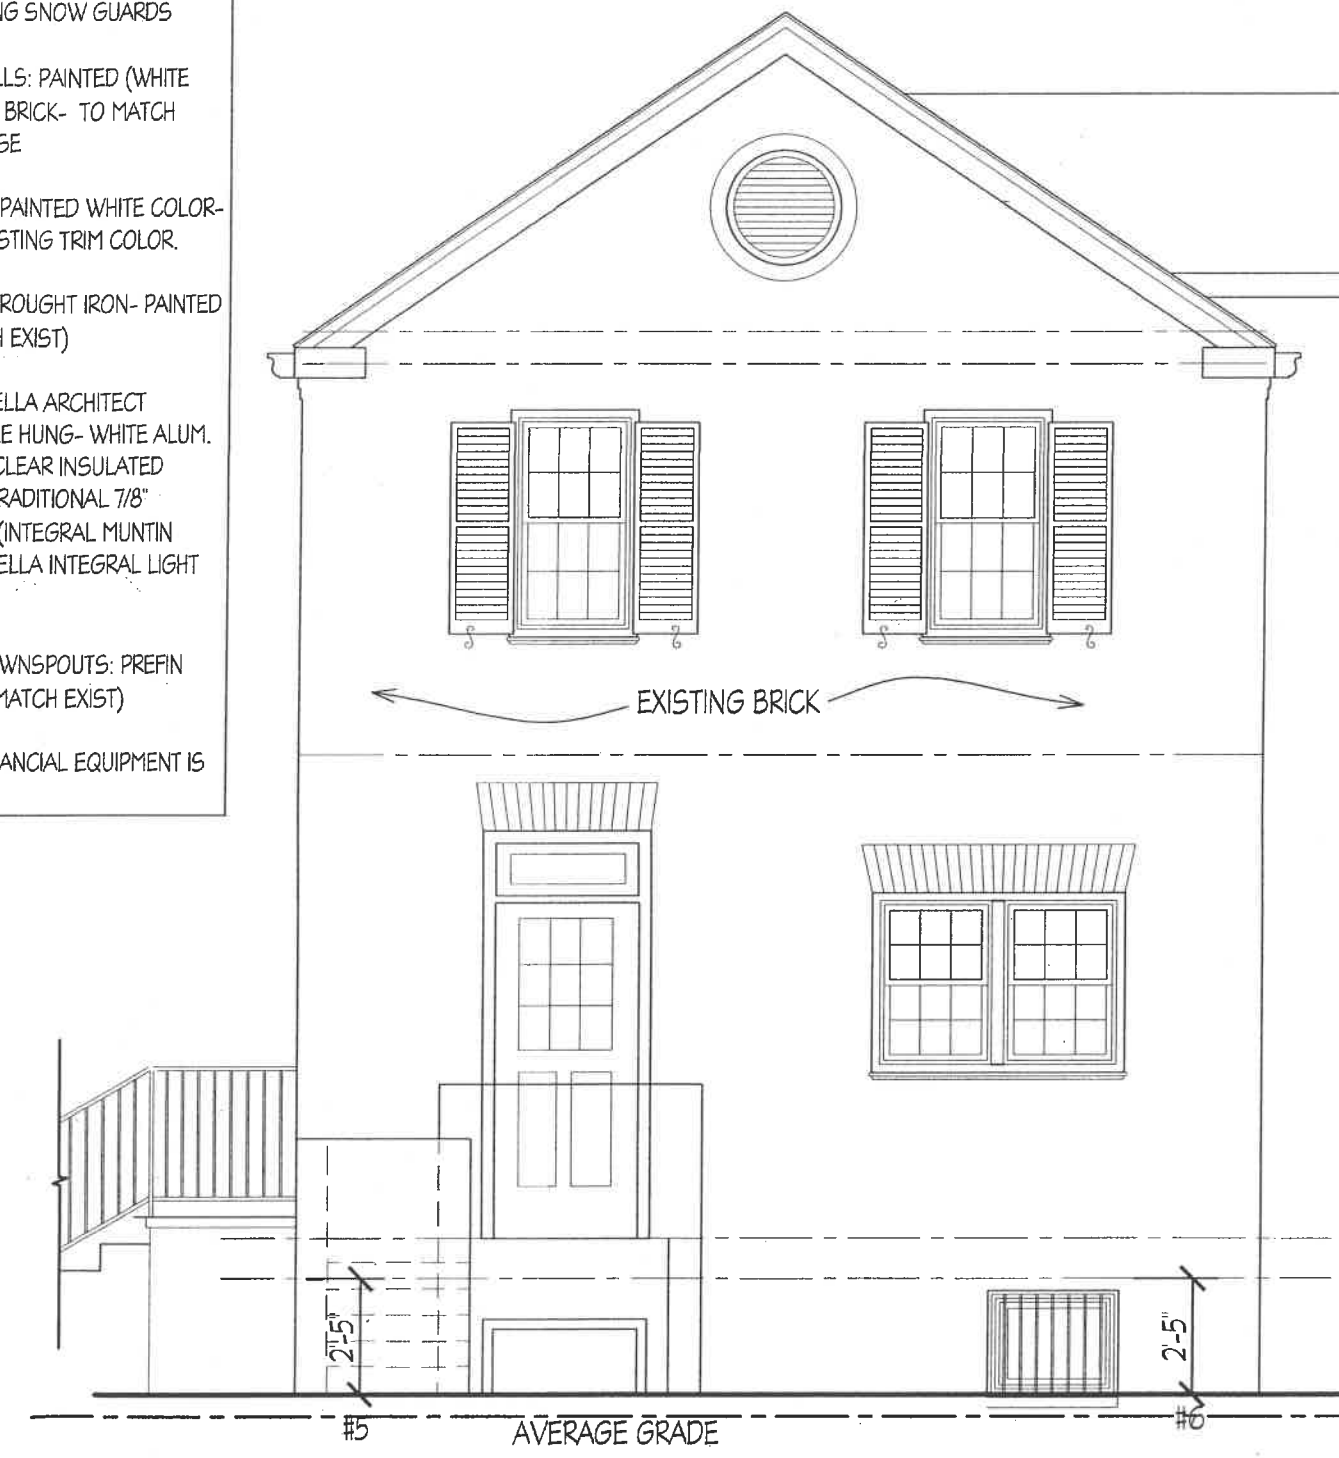 NG SNOW GUARDS
LLS: PAINTED (WHITE
BRICK- TO MATCH
SE
PAINTED WHITE COLOR-
STING TRIM COLOR.
ROUGHT IRON- PAINTED
H EXIST)
ELLA ARCHITECT
E HUNG- WHITE ALUM.
CLEAR INSULATED
RADITIONAL 7/8"
(INTEGRAL MUNTIN
ELLA INTEGRAL LIGHT
WNSPOUTS: PREFIN
MATCH EXIST)
ANCIAL EQUIPMENT IS
EXISTING BRICK
2'-5"
2'-5"
#5
#6
AVERAGE GRADE